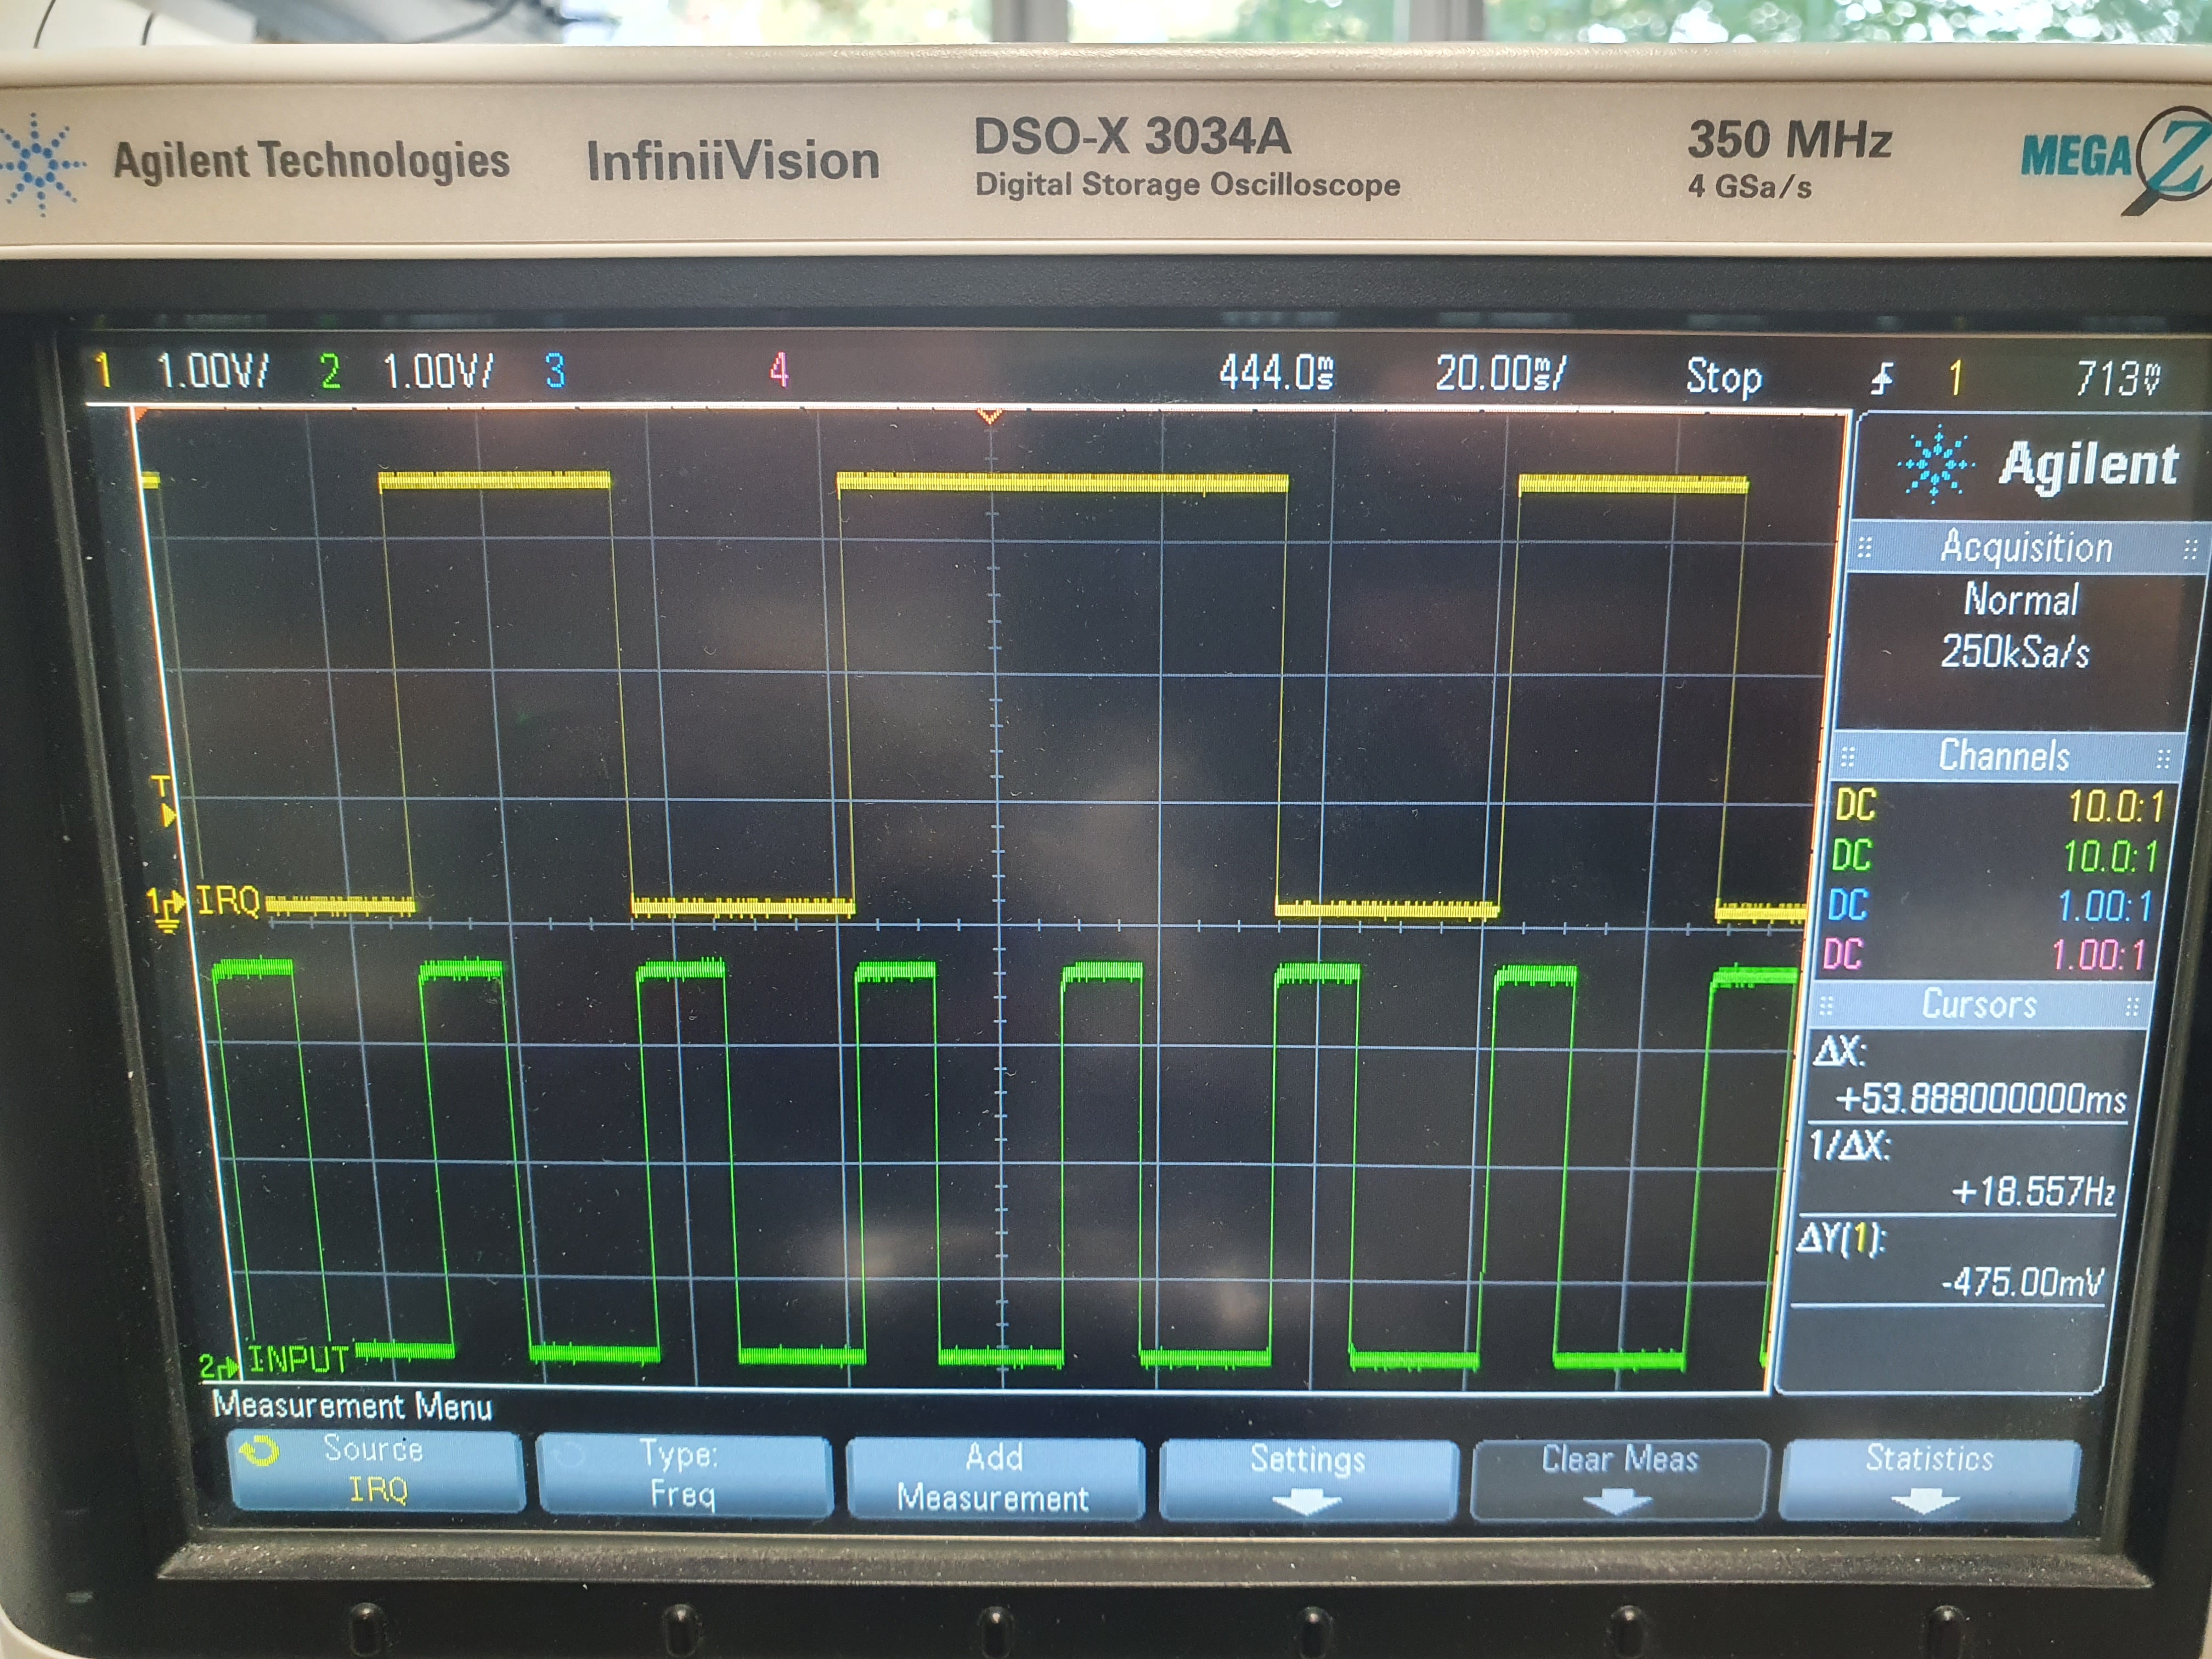 Agilent Technologies InfiniiVision DSO-X 3034A 350 MHz MEGA Z
Digital Storage Oscilloscope 4 GSa/s
1 1.00V/ 2 1.00V/ 3 4 444.0ms 20.00ms/ Stop 1 713mV
Agilent
Acquisition
Normal
250kSa/s
Channels
DC 10.0:1
DC 10.0:1
DC 1.00:1
DC 1.00:1
Cursors
ΔX:
+53.888000000ms
1/ΔX:
+18.557Hz
ΔY(1):
-475.00mV
T
1 IRQ
2 INPUT
Measurement Menu
Source
IRQ
Type:
Freq
Add
Measurement
Settings
Clear Meas
Statistics